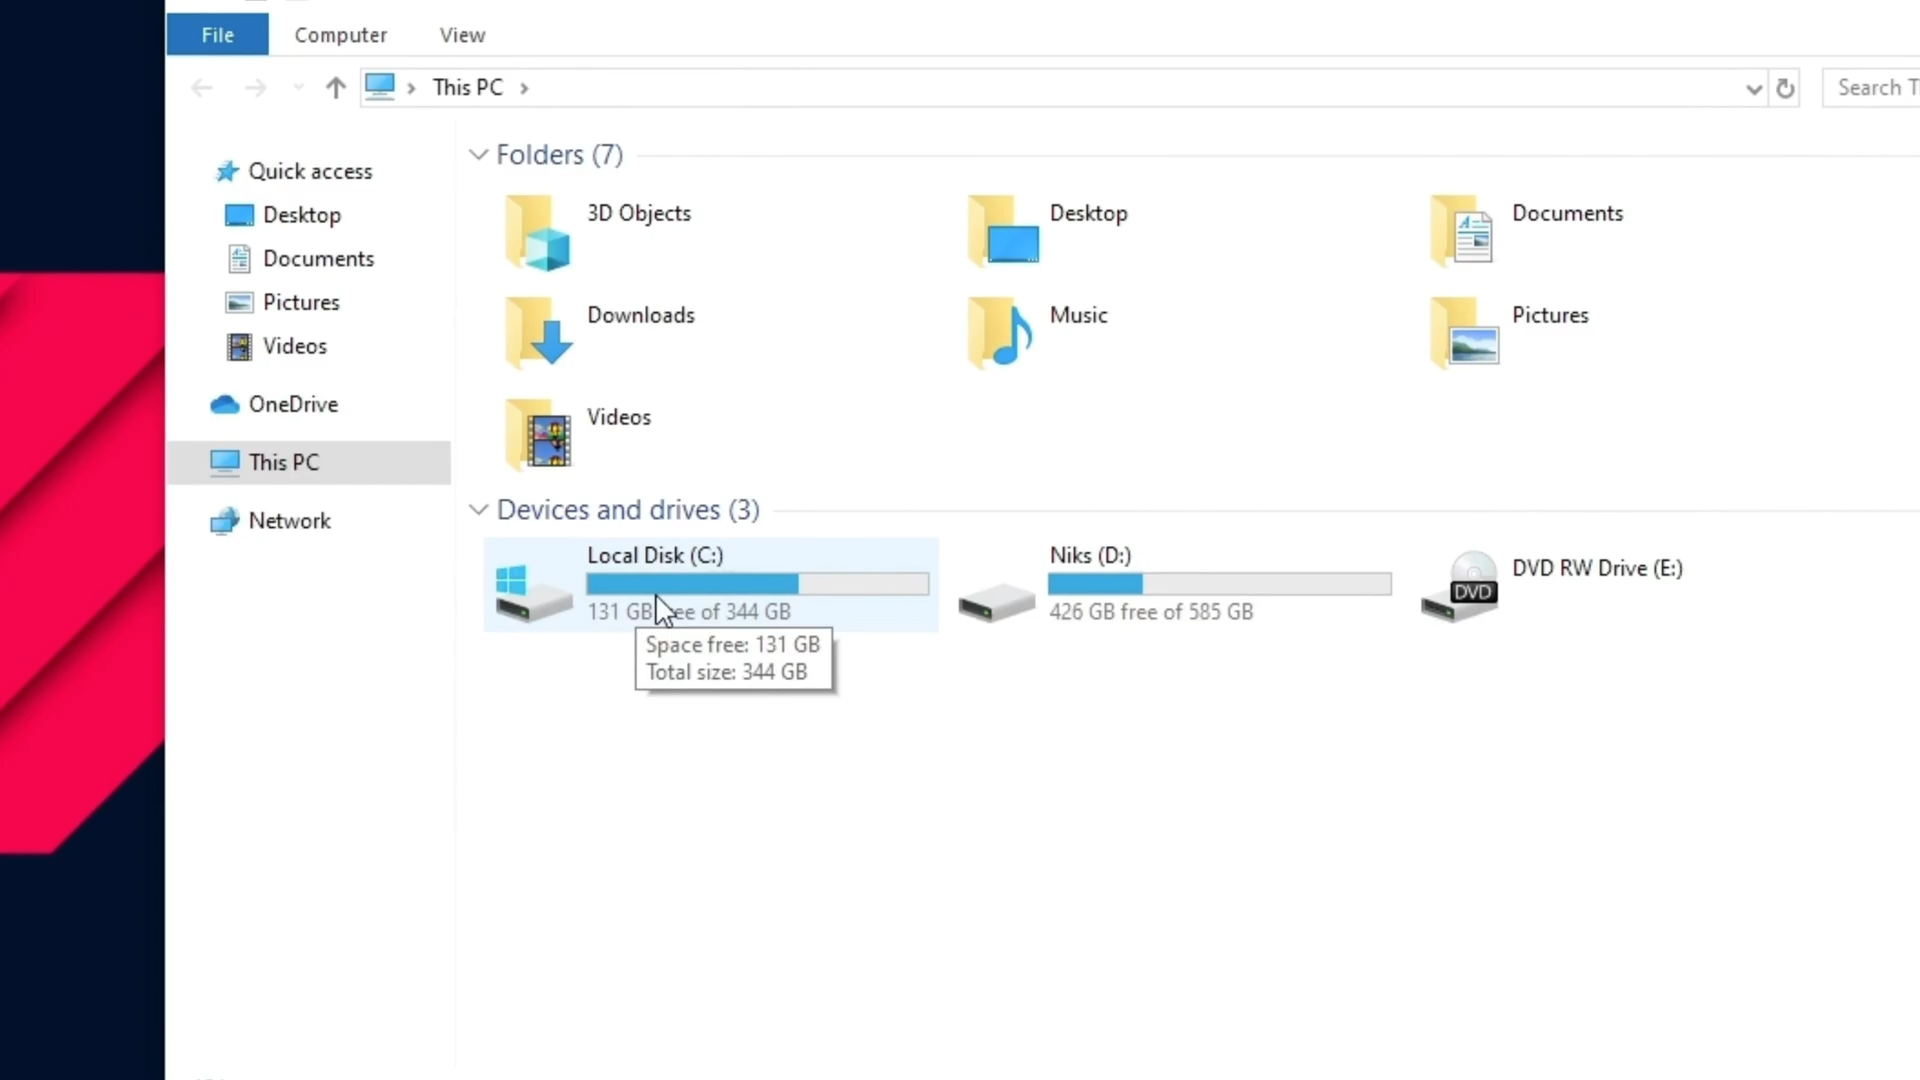 File Computer View
This PC
Search T
Quick access
Desktop
Documents
Pictures
Videos
OneDrive
This PC
Network
Folders (7)
3D Objects Desktop Documents
Downloads Music Pictures
Videos
Devices and drives (3)
Local Disk (C:)
131 GB free of 344 GB
Niks (D:)
426 GB free of 585 GB
DVD RW Drive (E:)
DVD
Space free: 131 GB
Total size: 344 GB